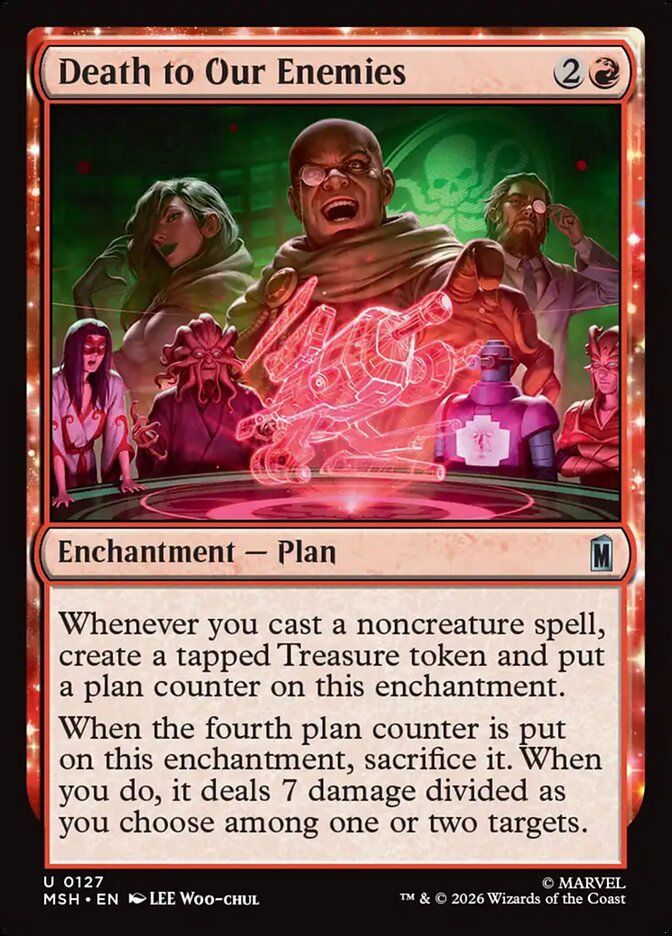 Death to Our Enemies 2
Enchantment — Plan M
Whenever you cast a noncreature spell,
create a tapped Treasure token and put
a plan counter on this enchantment.
When the fourth plan counter is put
on this enchantment, sacrifice it. When
you do, it deals 7 damage divided as
you choose among one or two targets.
U 0127 © MARVEL
MSH • EN LEE WOO-CHUL ™ & © 2026 Wizards of the Coast